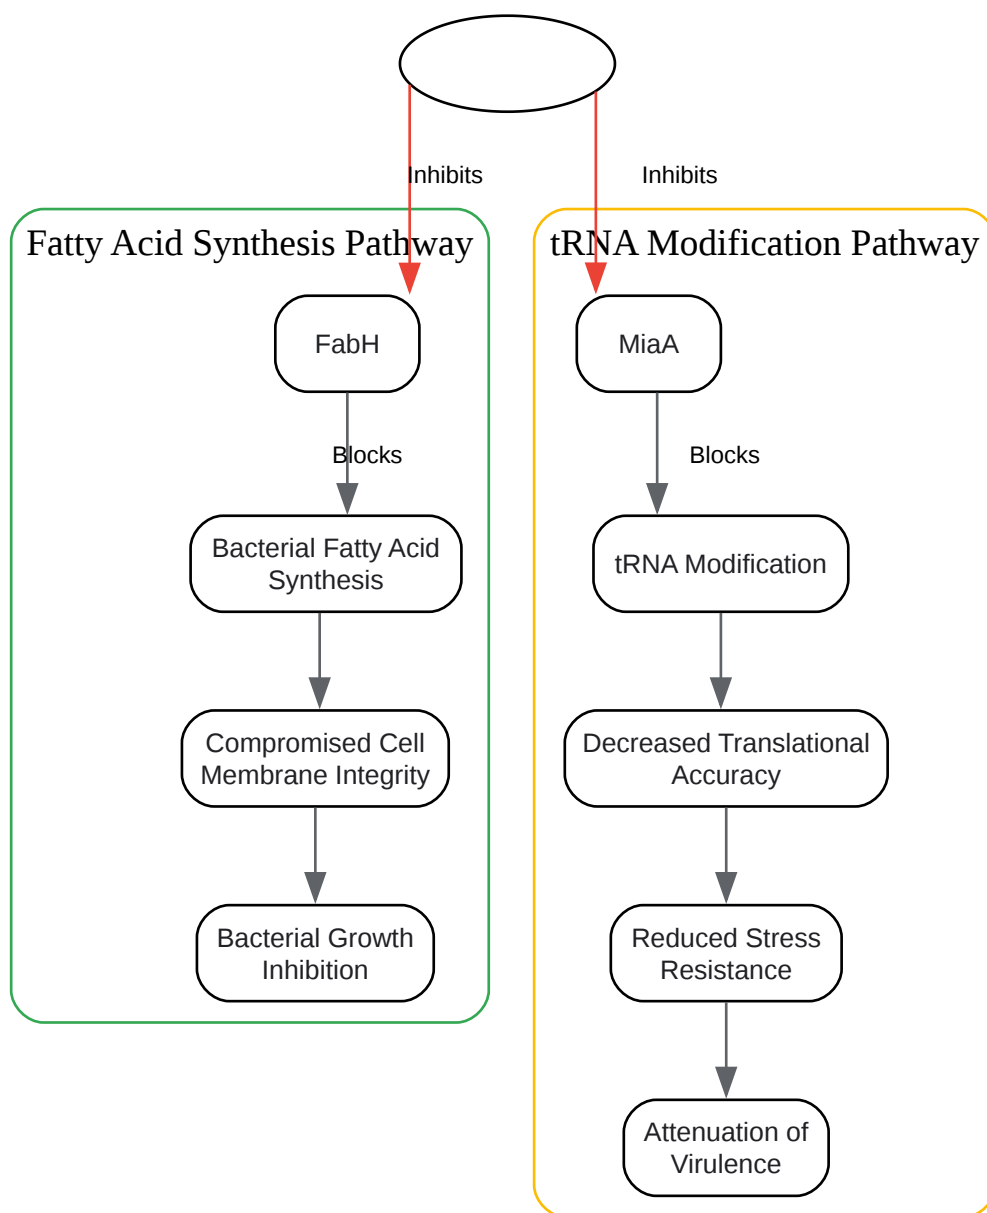 Inhibits
Inhibits
Fatty Acid Synthesis Pathway
tRNA Modification Pathway
FabH
MiaA
Blocks
Blocks
Bacterial Fatty Acid
Synthesis
tRNA Modification
Compromised Cell
Membrane Integrity
Decreased Translational
Accuracy
Bacterial Growth
Inhibition
Reduced Stress
Resistance
Attenuation of
Virulence